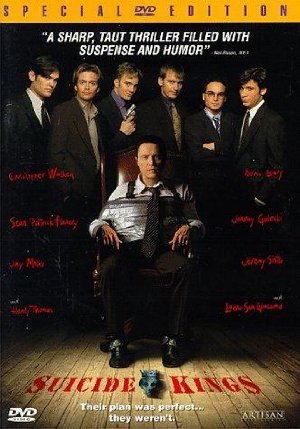 SPECIAL DVD EDITION
"A SHARP, TAUT THRILLER FILLED WITH
SUSPENSE AND HUMOR"
Christopher Walken
Denis Leary
Sean Patrick Flanery
Johnny Galecki
Jay Mohr
Jeremy Sisto
and
Henry Thomas
and
Laura San Giacomo
SUICIDE KINGS
Their plan was perfect...
they weren't.
DVD
VIDEO
ARTISAN